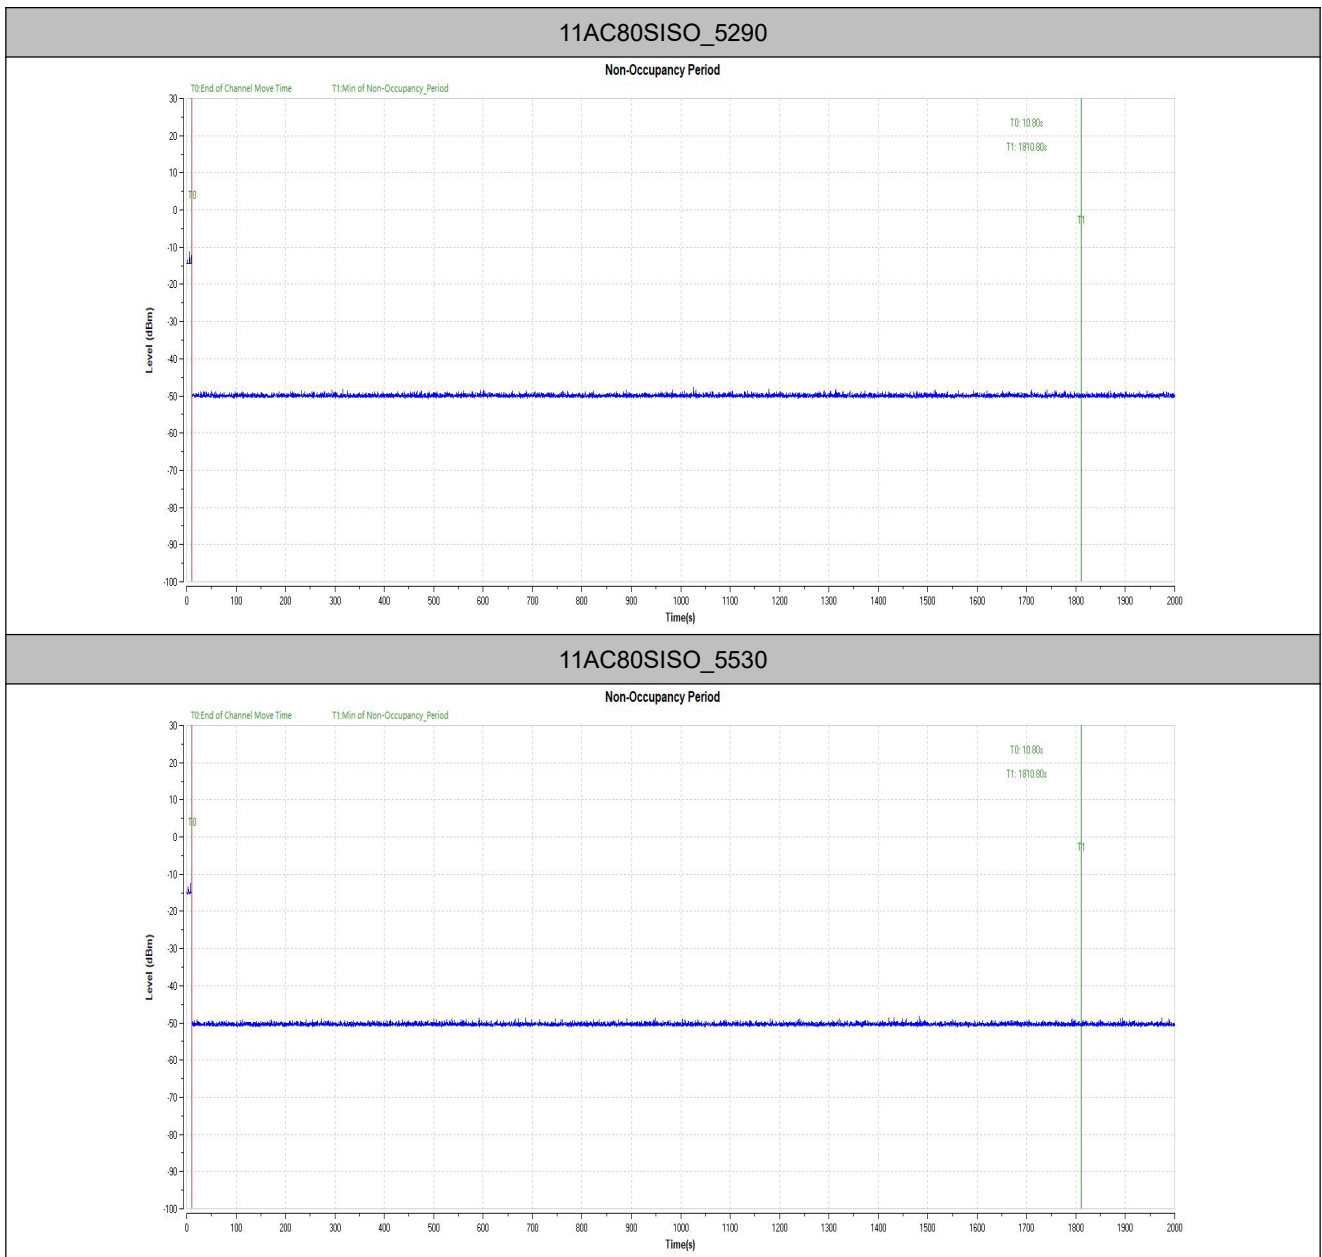 11AC80SISO_5290
Non-Occupancy Period
T0:End of Channel Move Time T1:Min of Non-Occupancy_Period
30
T0: 10.80s
20
T1: 1810.80s
10
T0
0
T1
-10
-20
-30
Level (dBm)
-40
-50
-60
-70
-80
-90
-100
0 100 200 300 400 500 600 700 800 900 1000 1100 1200 1300 1400 1500 1600 1700 1800 1900 2000
Time(s)
11AC80SISO_5530
Non-Occupancy Period
T0:End of Channel Move Time T1:Min of Non-Occupancy_Period
30
T0: 10.80s
20
T1: 1810.80s
10
T0
0
T1
-10
-20
-30
Level (dBm)
-40
-50
-60
-70
-80
-90
-100
0 100 200 300 400 500 600 700 800 900 1000 1100 1200 1300 1400 1500 1600 1700 1800 1900 2000
Time(s)